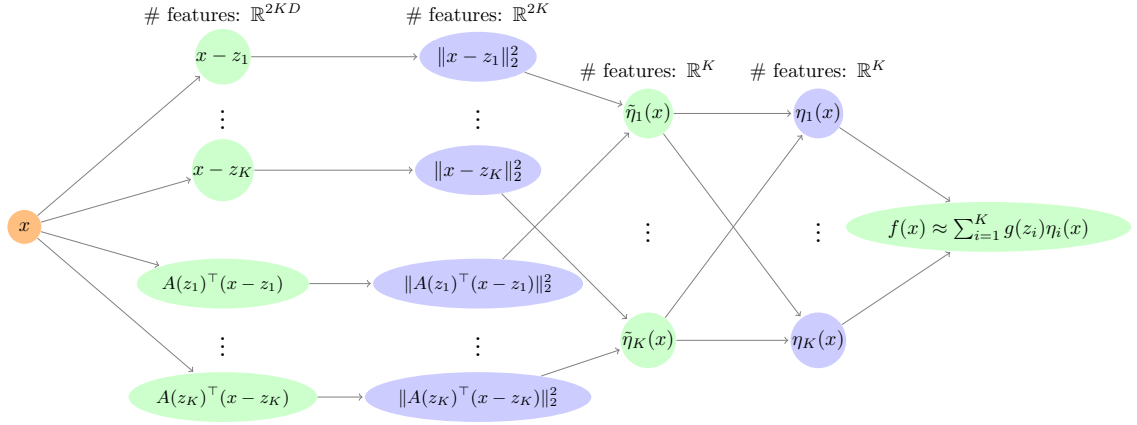 # features: ℝ^{2KD}
# features: ℝ^{2K}
x − z_1
‖x − z_1‖_2^2
# features: ℝ^K
# features: ℝ^K
⋮
⋮
η̃_1(x)
η_1(x)
x − z_K
‖x − z_K‖_2^2
x
⋮
⋮
f(x) ≈ ∑_{i=1}^{K} g(z_i)η_i(x)
A(z_1)^⊤(x − z_1)
‖A(z_1)^⊤(x − z_1)‖_2^2
⋮
⋮
η̃_K(x)
η_K(x)
A(z_K)^⊤(x − z_K)
‖A(z_K)^⊤(x − z_K)‖_2^2